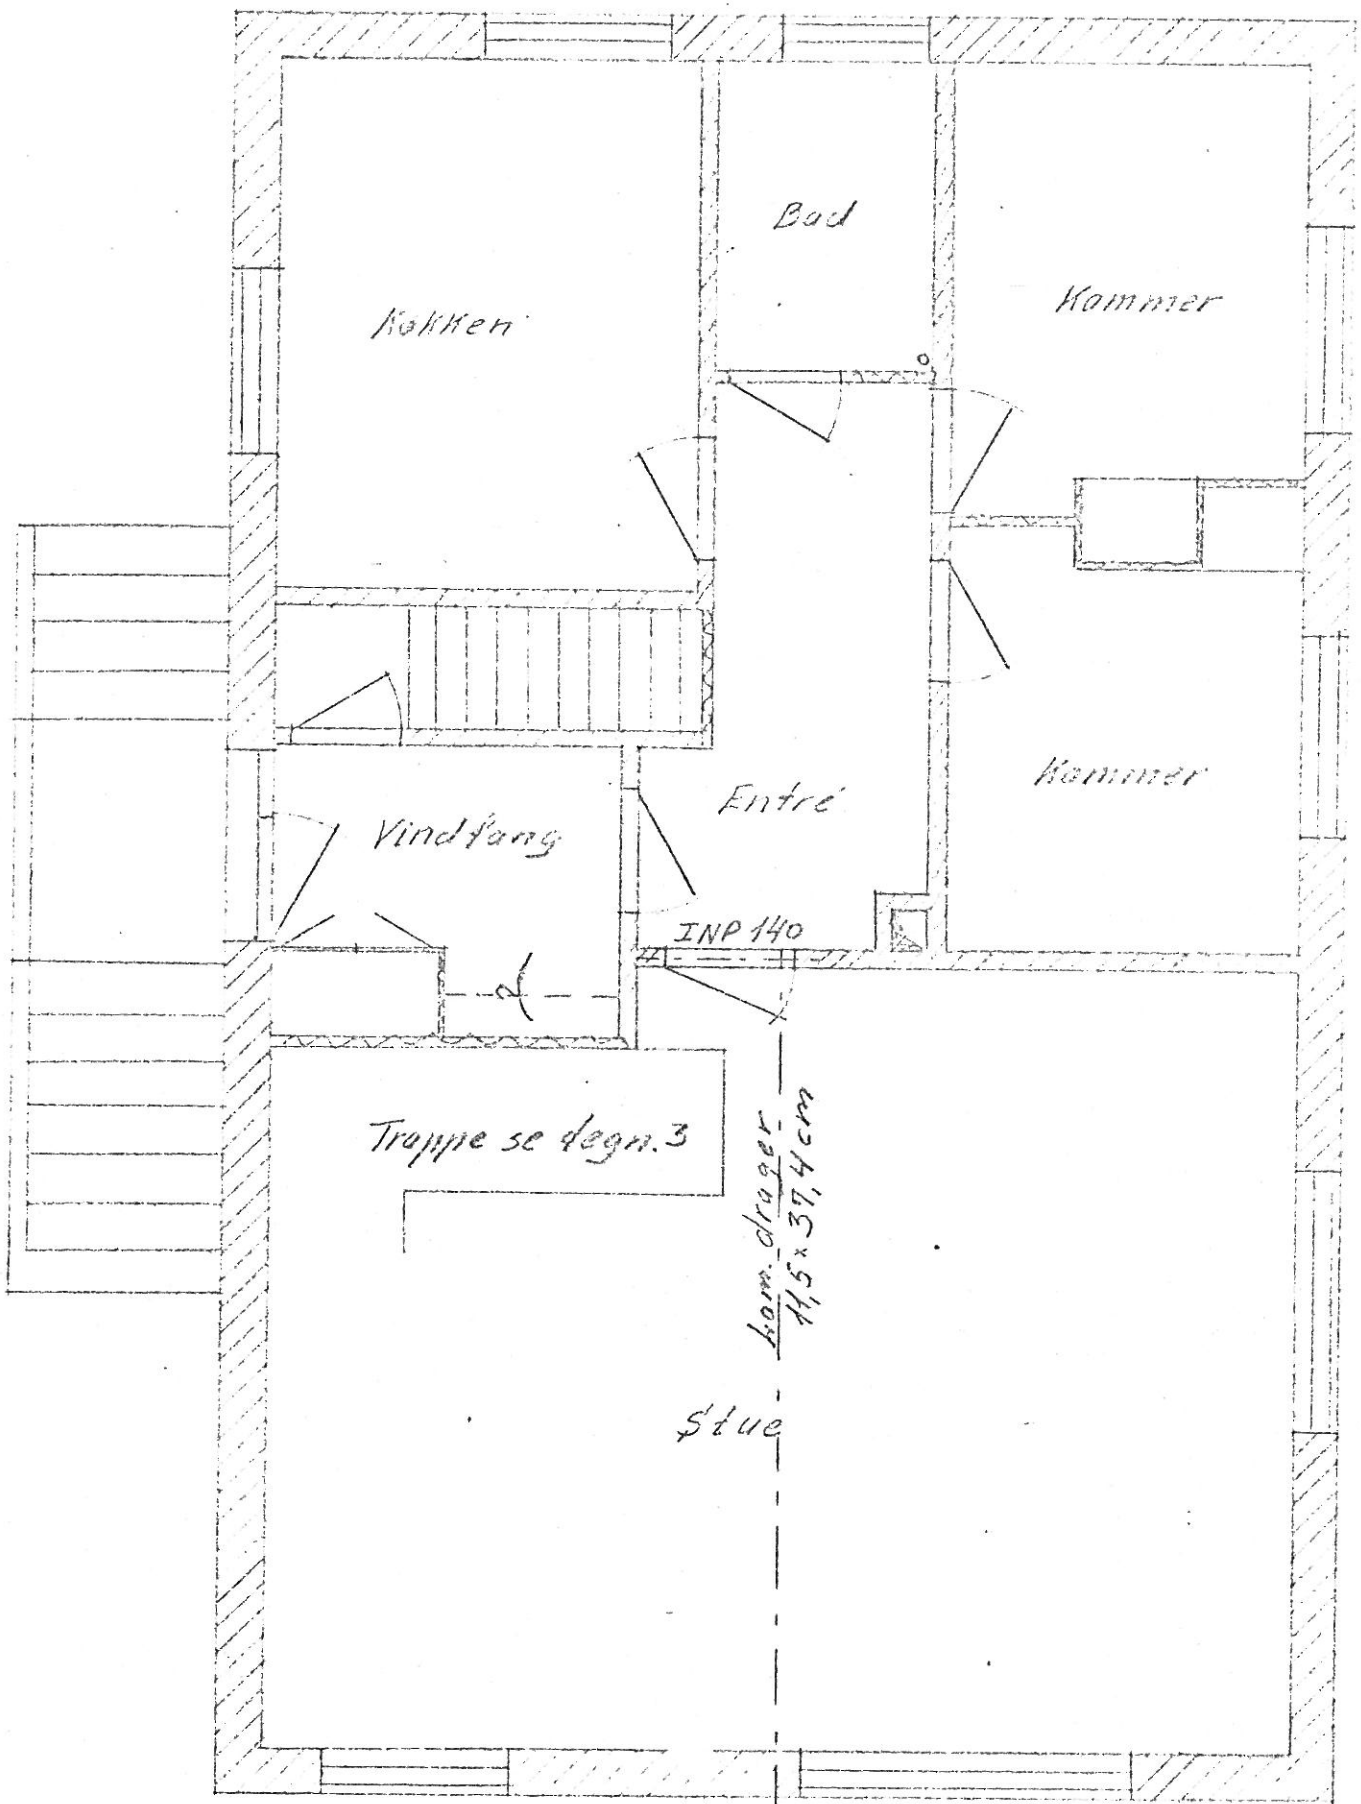 Bad
Køkken
Kammer
Entré
Kammer
Vindfang
INP 140
Trappe se tegn. 3
Lam. drager
11,5 x 37,4 cm
Stue